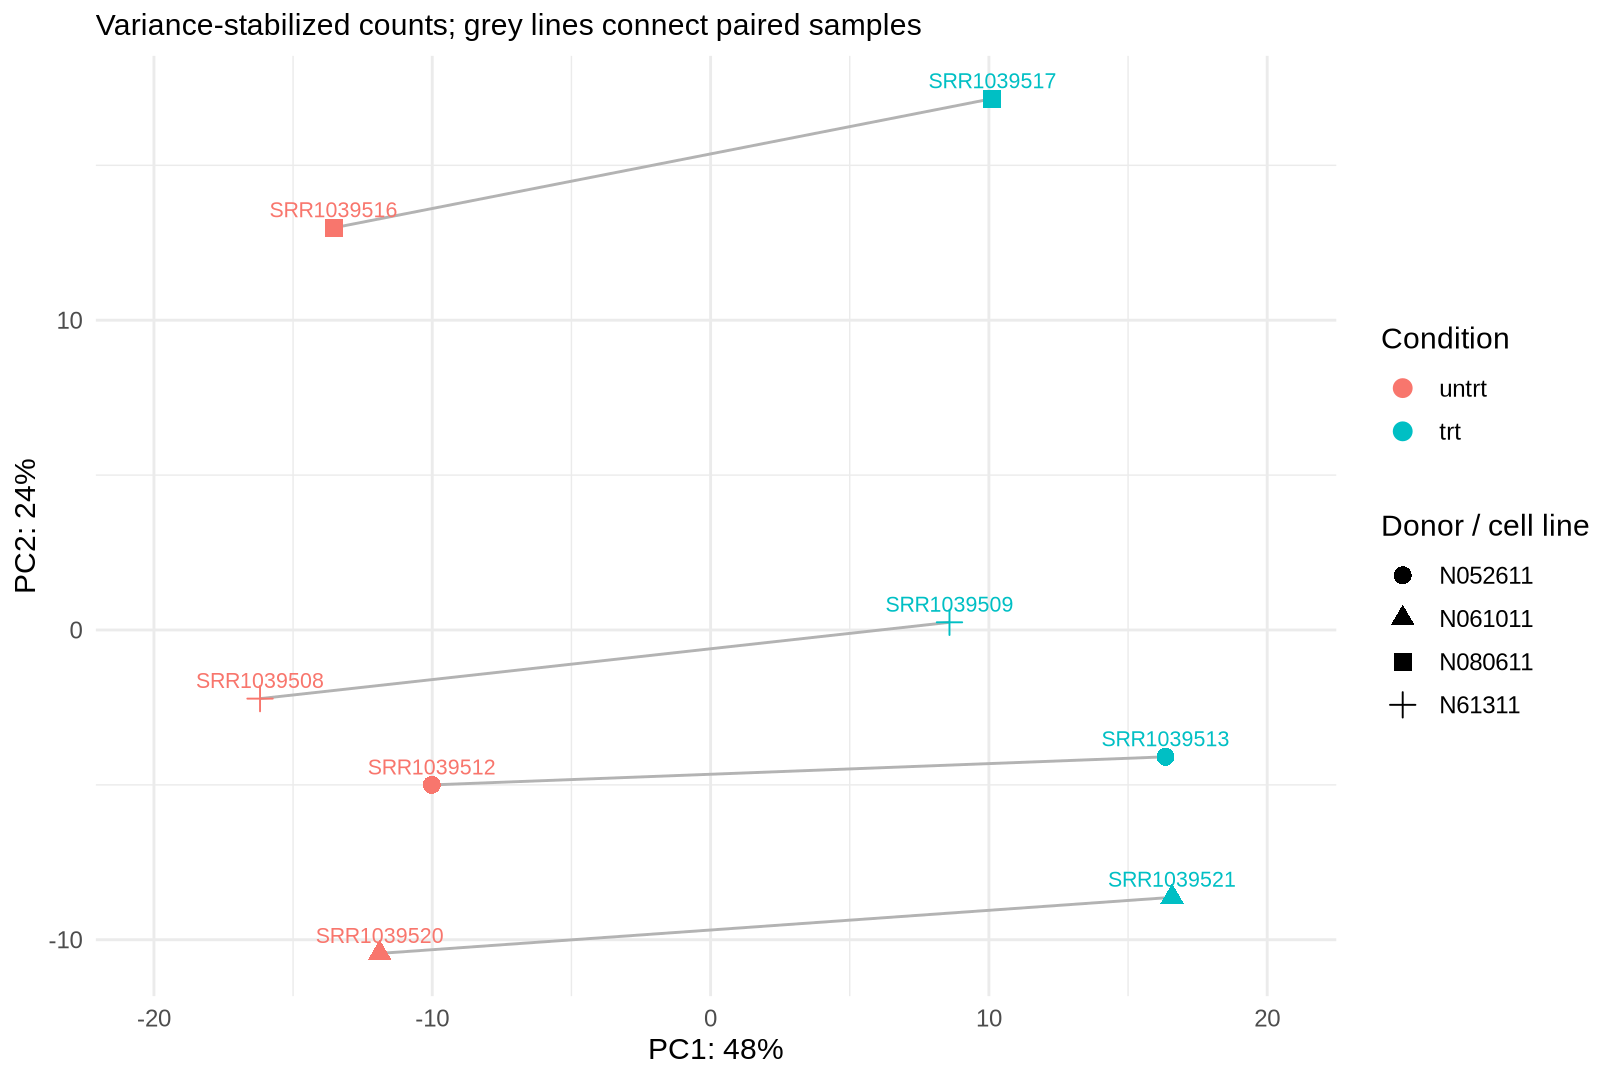 Variance-stabilized counts; grey lines connect paired samples
SRR1039517
SRR1039516
10
SRR1039509
0
SRR1039508
SRR1039513
SRR1039512
SRR1039521
SRR1039520
-10
-20
-10
0
10
20
PC1: 48%
PC2: 24%
Condition
untrt
trt
Donor / cell line
N052611
N061011
N080611
N61311